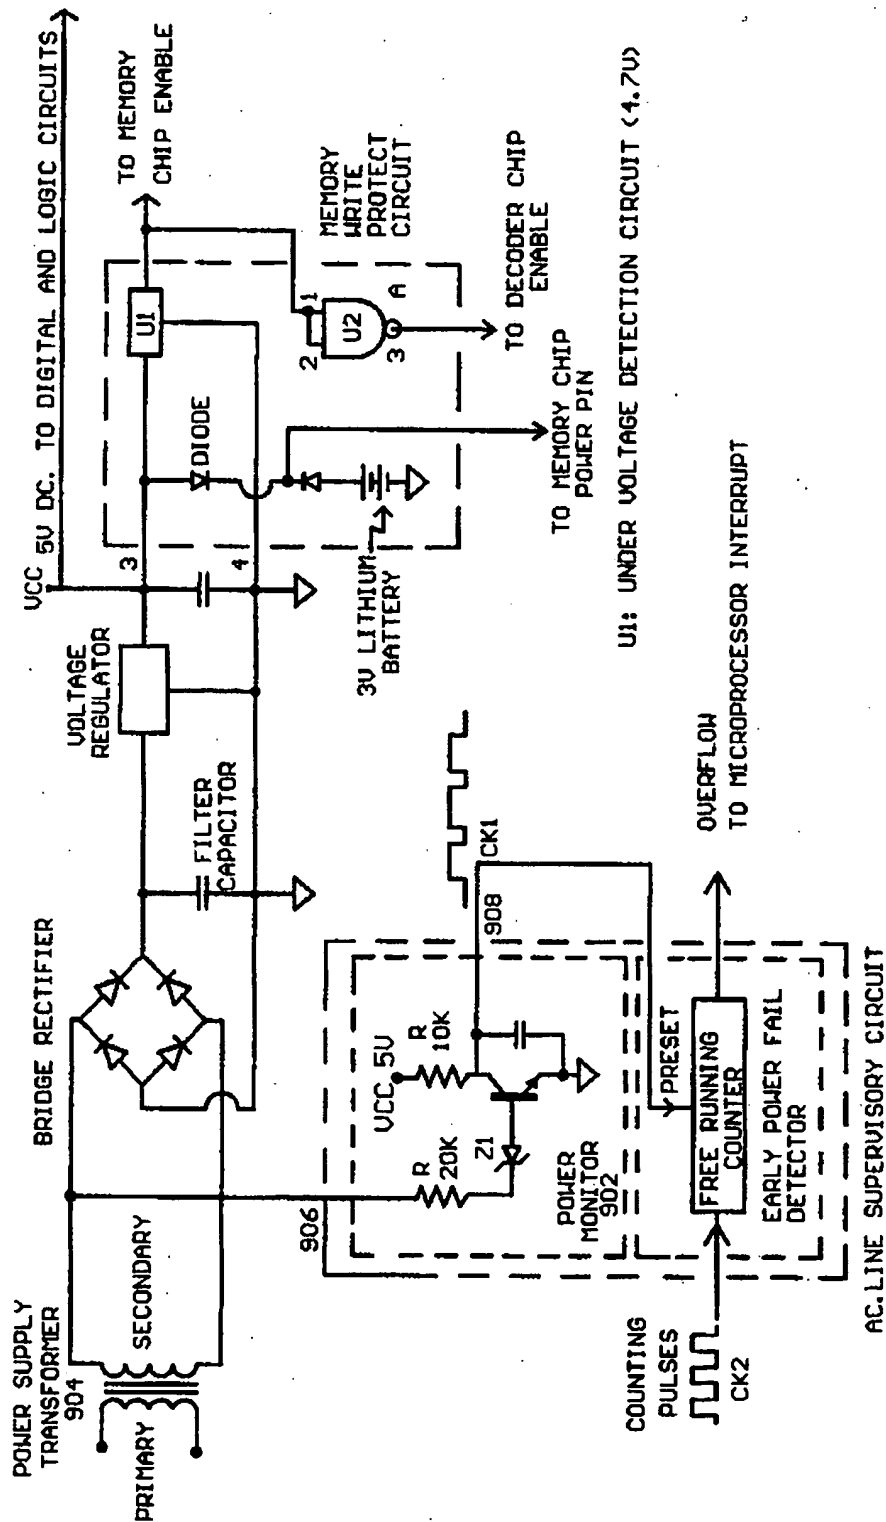 POWER SUPPLY
TRANSFORMER
904
PRIMARY
SECONDARY
BRIDGE RECTIFIER
FILTER
CAPACITOR
VOLTAGE
REGULATOR
VCC 5V DC. TO DIGITAL AND LOGIC CIRCUITS
3
4
DIODE
U1
TO MEMORY
CHIP ENABLE
MEMORY
WRITE
PROTECT
CIRCUIT
1
2
U2
A
3
TO DECODER CHIP
ENABLE
TO MEMORY CHIP
POWER PIN
3V LITHIUM
BATTERY
U1: UNDER VOLTAGE DETECTION CIRCUIT (<4.7V)
906
R
20K
VCC 5V
R
10K
Z1
POWER
MONITOR
902
908
CK1
PRESET
FREE RUNNING
COUNTER
EARLY POWER FAIL
DETECTOR
OVERFLOW
TO MICROPROCESSOR INTERRUPT
COUNTING
PULSES
CK2
AC.LINE SUPERVISORY CIRCUIT